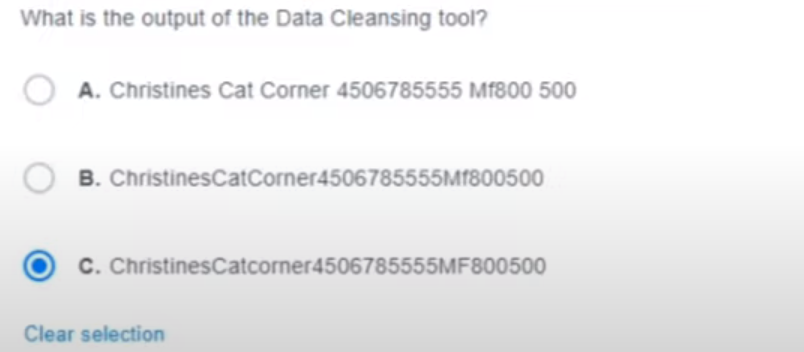 What is the output of the Data Cleansing tool?
A. Christines Cat Corner 4506785555 Mf800 500
B. ChristinesCatCorner4506785555Mf800500
C. ChristinesCatcorner4506785555MF800500
Clear selection